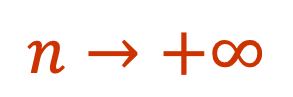 n → +∞